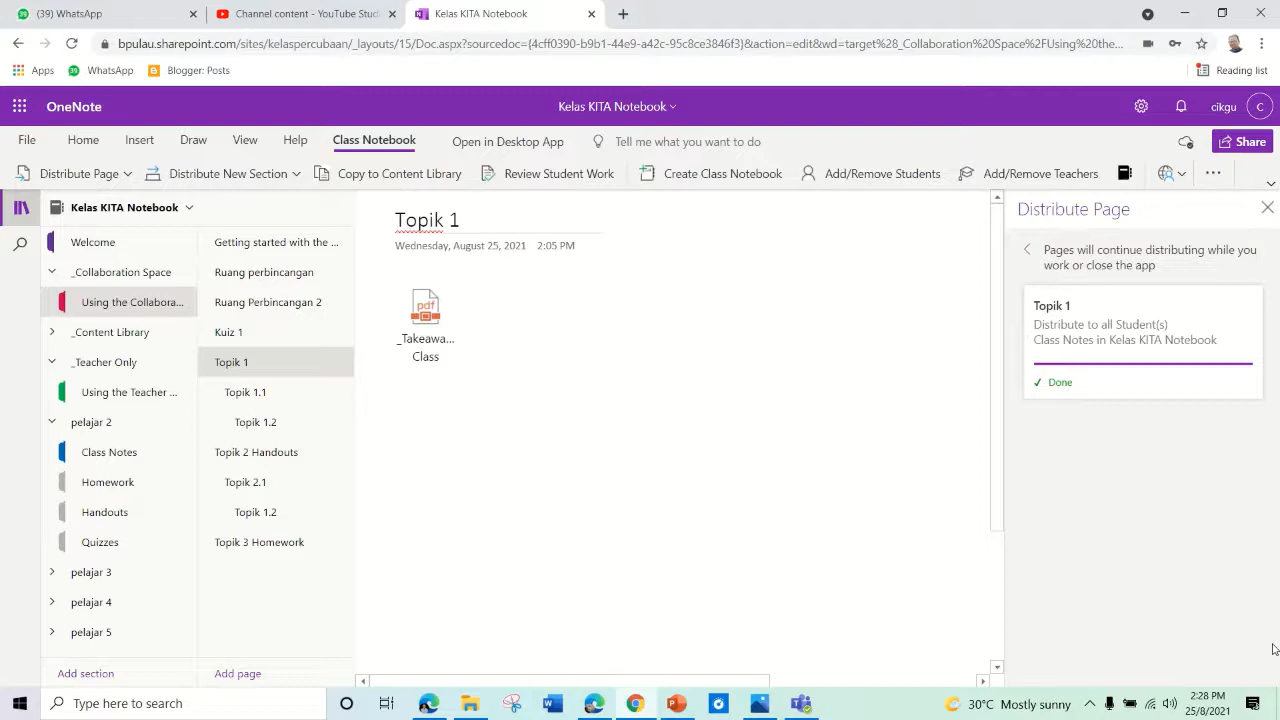 (39) WhatsApp
Channel content - YouTube Studi
Kelas KITA Notebook
bpulau.sharepoint.com/sites/kelaspercubaan/_layouts/15/Doc.aspx?sourcedoc={4cff0390-b9b1-44e9-a42c-95c8ce3846f3}&action=edit&wd=target%28_Collaboration%20Space%2FUsing%20the...
Apps
39
WhatsApp
Blogger: Posts
Reading list
OneNote
Kelas KITA Notebook
cikgu
C
File
Home
Insert
Draw
View
Help
Class Notebook
Open in Desktop App
Tell me what you want to do
Share
Distribute Page
Distribute New Section
Copy to Content Library
Review Student Work
Create Class Notebook
Add/Remove Students
Add/Remove Teachers
...
Kelas KITA Notebook
Welcome
_Collaboration Space
Using the Collabora...
_Content Library
_Teacher Only
Using the Teacher ...
pelajar 2
Class Notes
Homework
Handouts
Quizzes
pelajar 3
pelajar 4
pelajar 5
Add section
Getting started with the ...
Ruang perbincangan
Ruang Perbincangan 2
Kuiz 1
Topik 1
Topik 1.1
Topik 1.2
Topik 2 Handouts
Topik 2.1
Topik 1.2
Topik 3 Homework
Add page
Topik 1
Wednesday, August 25, 2021 2:05 PM
pdf
_Takeawa...
Class
Distribute Page
Pages will continue distributing while you
work or close the app
Topik 1
Distribute to all Student(s)
Class Notes in Kelas KITA Notebook
Done
Type here to search
30°C Mostly sunny
2:28 PM
25/8/2021